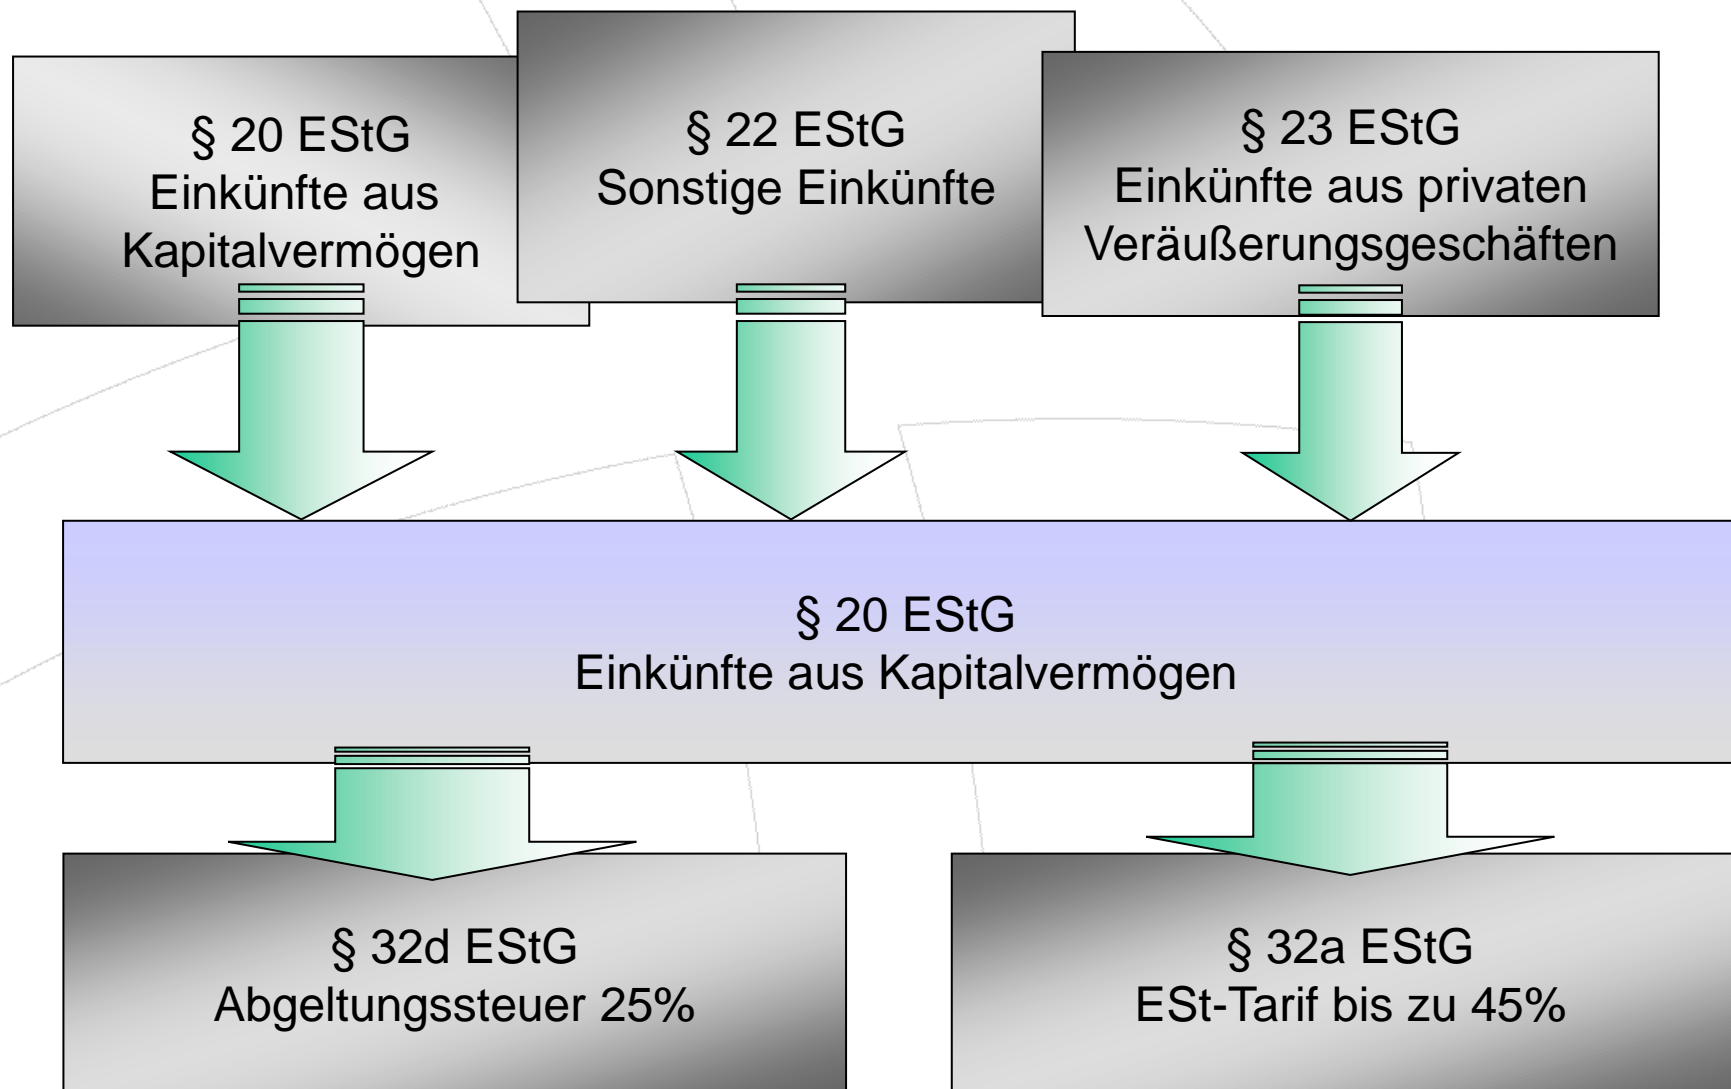 § 20 EStG
Einkünfte aus
Kapitalvermögen
§ 22 EStG
Sonstige Einkünfte
§ 23 EStG
Einkünfte aus privaten
Veräußerungsgeschäften
§ 20 EStG
Einkünfte aus Kapitalvermögen
§ 32d EStG
Abgeltungssteuer 25%
§ 32a EStG
ESt-Tarif bis zu 45%